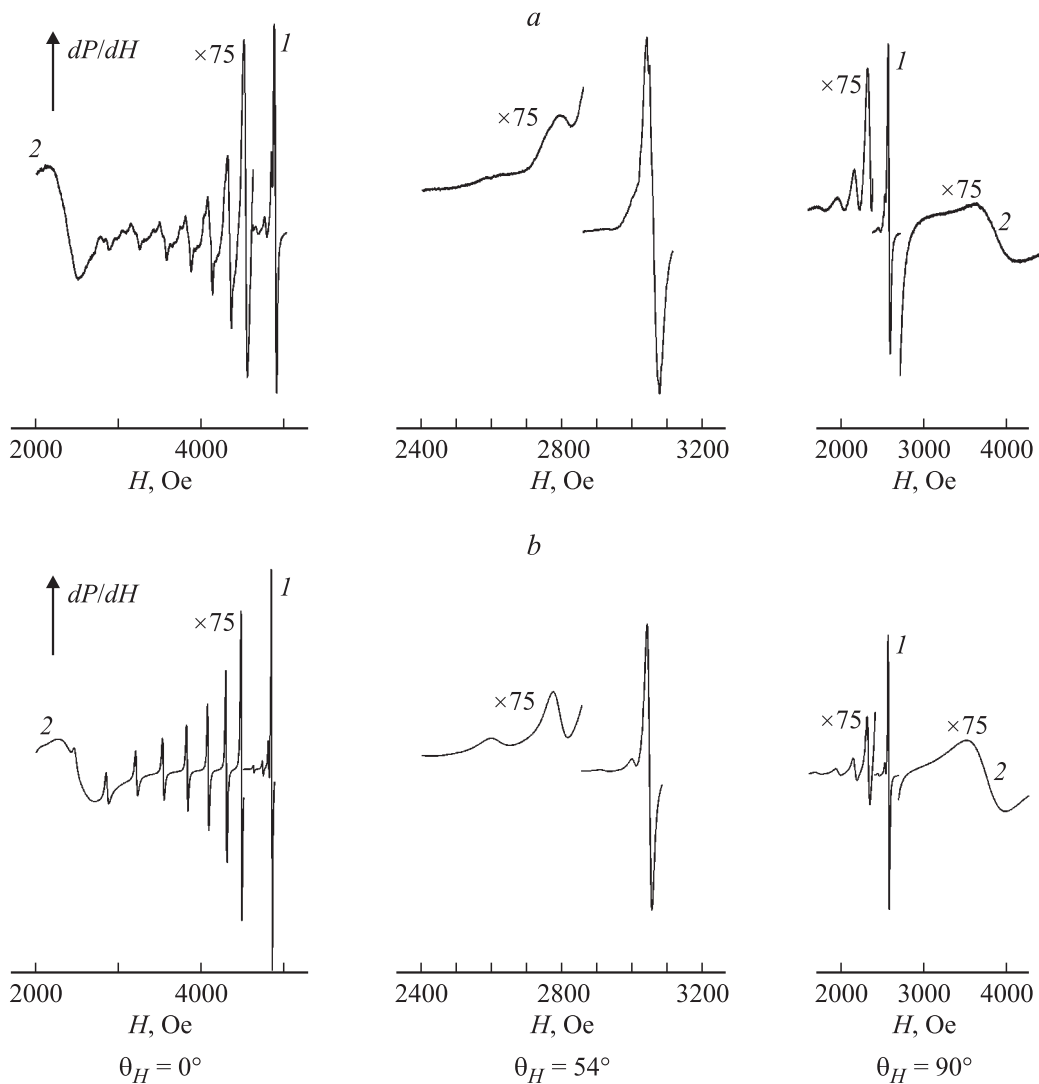 a
dP/dH
×75
1
2
2000 4000
H, Oe
×75
2400 2800 3200
H, Oe
×75
1
×75
2
2000 3000 4000
H, Oe
b
dP/dH
×75
1
2
2000 4000
H, Oe
θH = 0°
×75
2400 2800 3200
H, Oe
θH = 54°
×75
1
×75
2
2000 3000 4000
H, Oe
θH = 90°